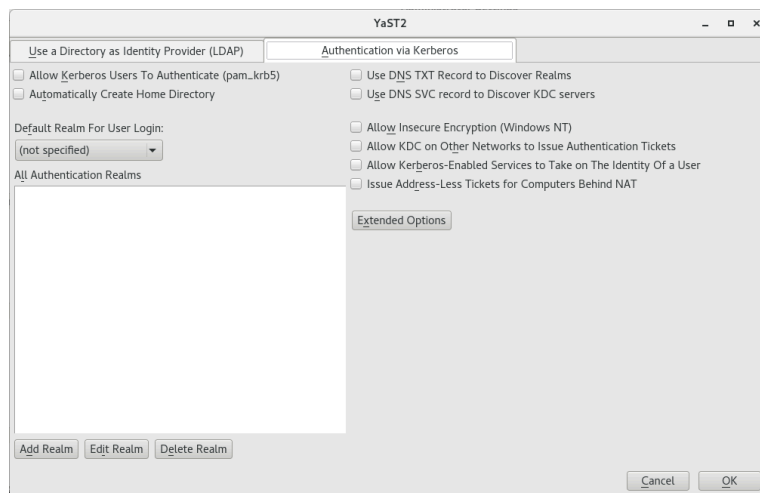 YaST2
Use a Directory as Identity Provider (LDAP)
Authentication via Kerberos
Allow Kerberos Users To Authenticate (pam_krb5)
Automatically Create Home Directory
Default Realm For User Login:
(not specified)
All Authentication Realms
Add Realm
Edit Realm
Delete Realm
Use DNS TXT Record to Discover Realms
Use DNS SVC record to Discover KDC servers
Allow Insecure Encryption (Windows NT)
Allow KDC on Other Networks to Issue Authentication Tickets
Allow Kerberos-Enabled Services to Take on The Identity Of a User
Issue Address-Less Tickets for Computers Behind NAT
Extended Options
Cancel
OK